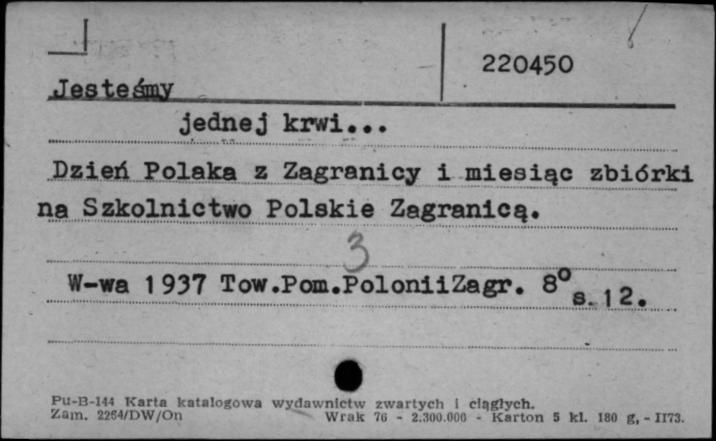 220450
Jesteśmy
jednej krwi...
Dzień Polaka z Zagranicy i miesiąc zbiórki
na Szkolnictwo Polskie Zagranicą.
3
W-wa 1937 Tow.Pom.PoloniiZagr. 8° s. 12.
Pu-B-144 Karta katalogowa wydawnictw zwartych i ciągłych.
Zam. 2264/DW/On Wrak 76 - 2.300.000 - Karton 5 kl. 180 g, - II73.